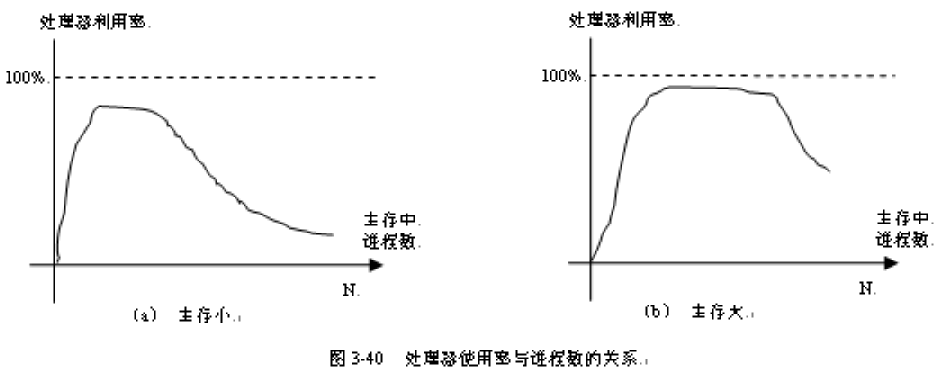 处理器利用率.
100%.
主存中.
进程数.
N.
(a) 主存小.
处理器利用率.
100%.
主存中.
进程数.
N.
(b) 主存大.
图 3-40 处理器使用率与进程数的关系.